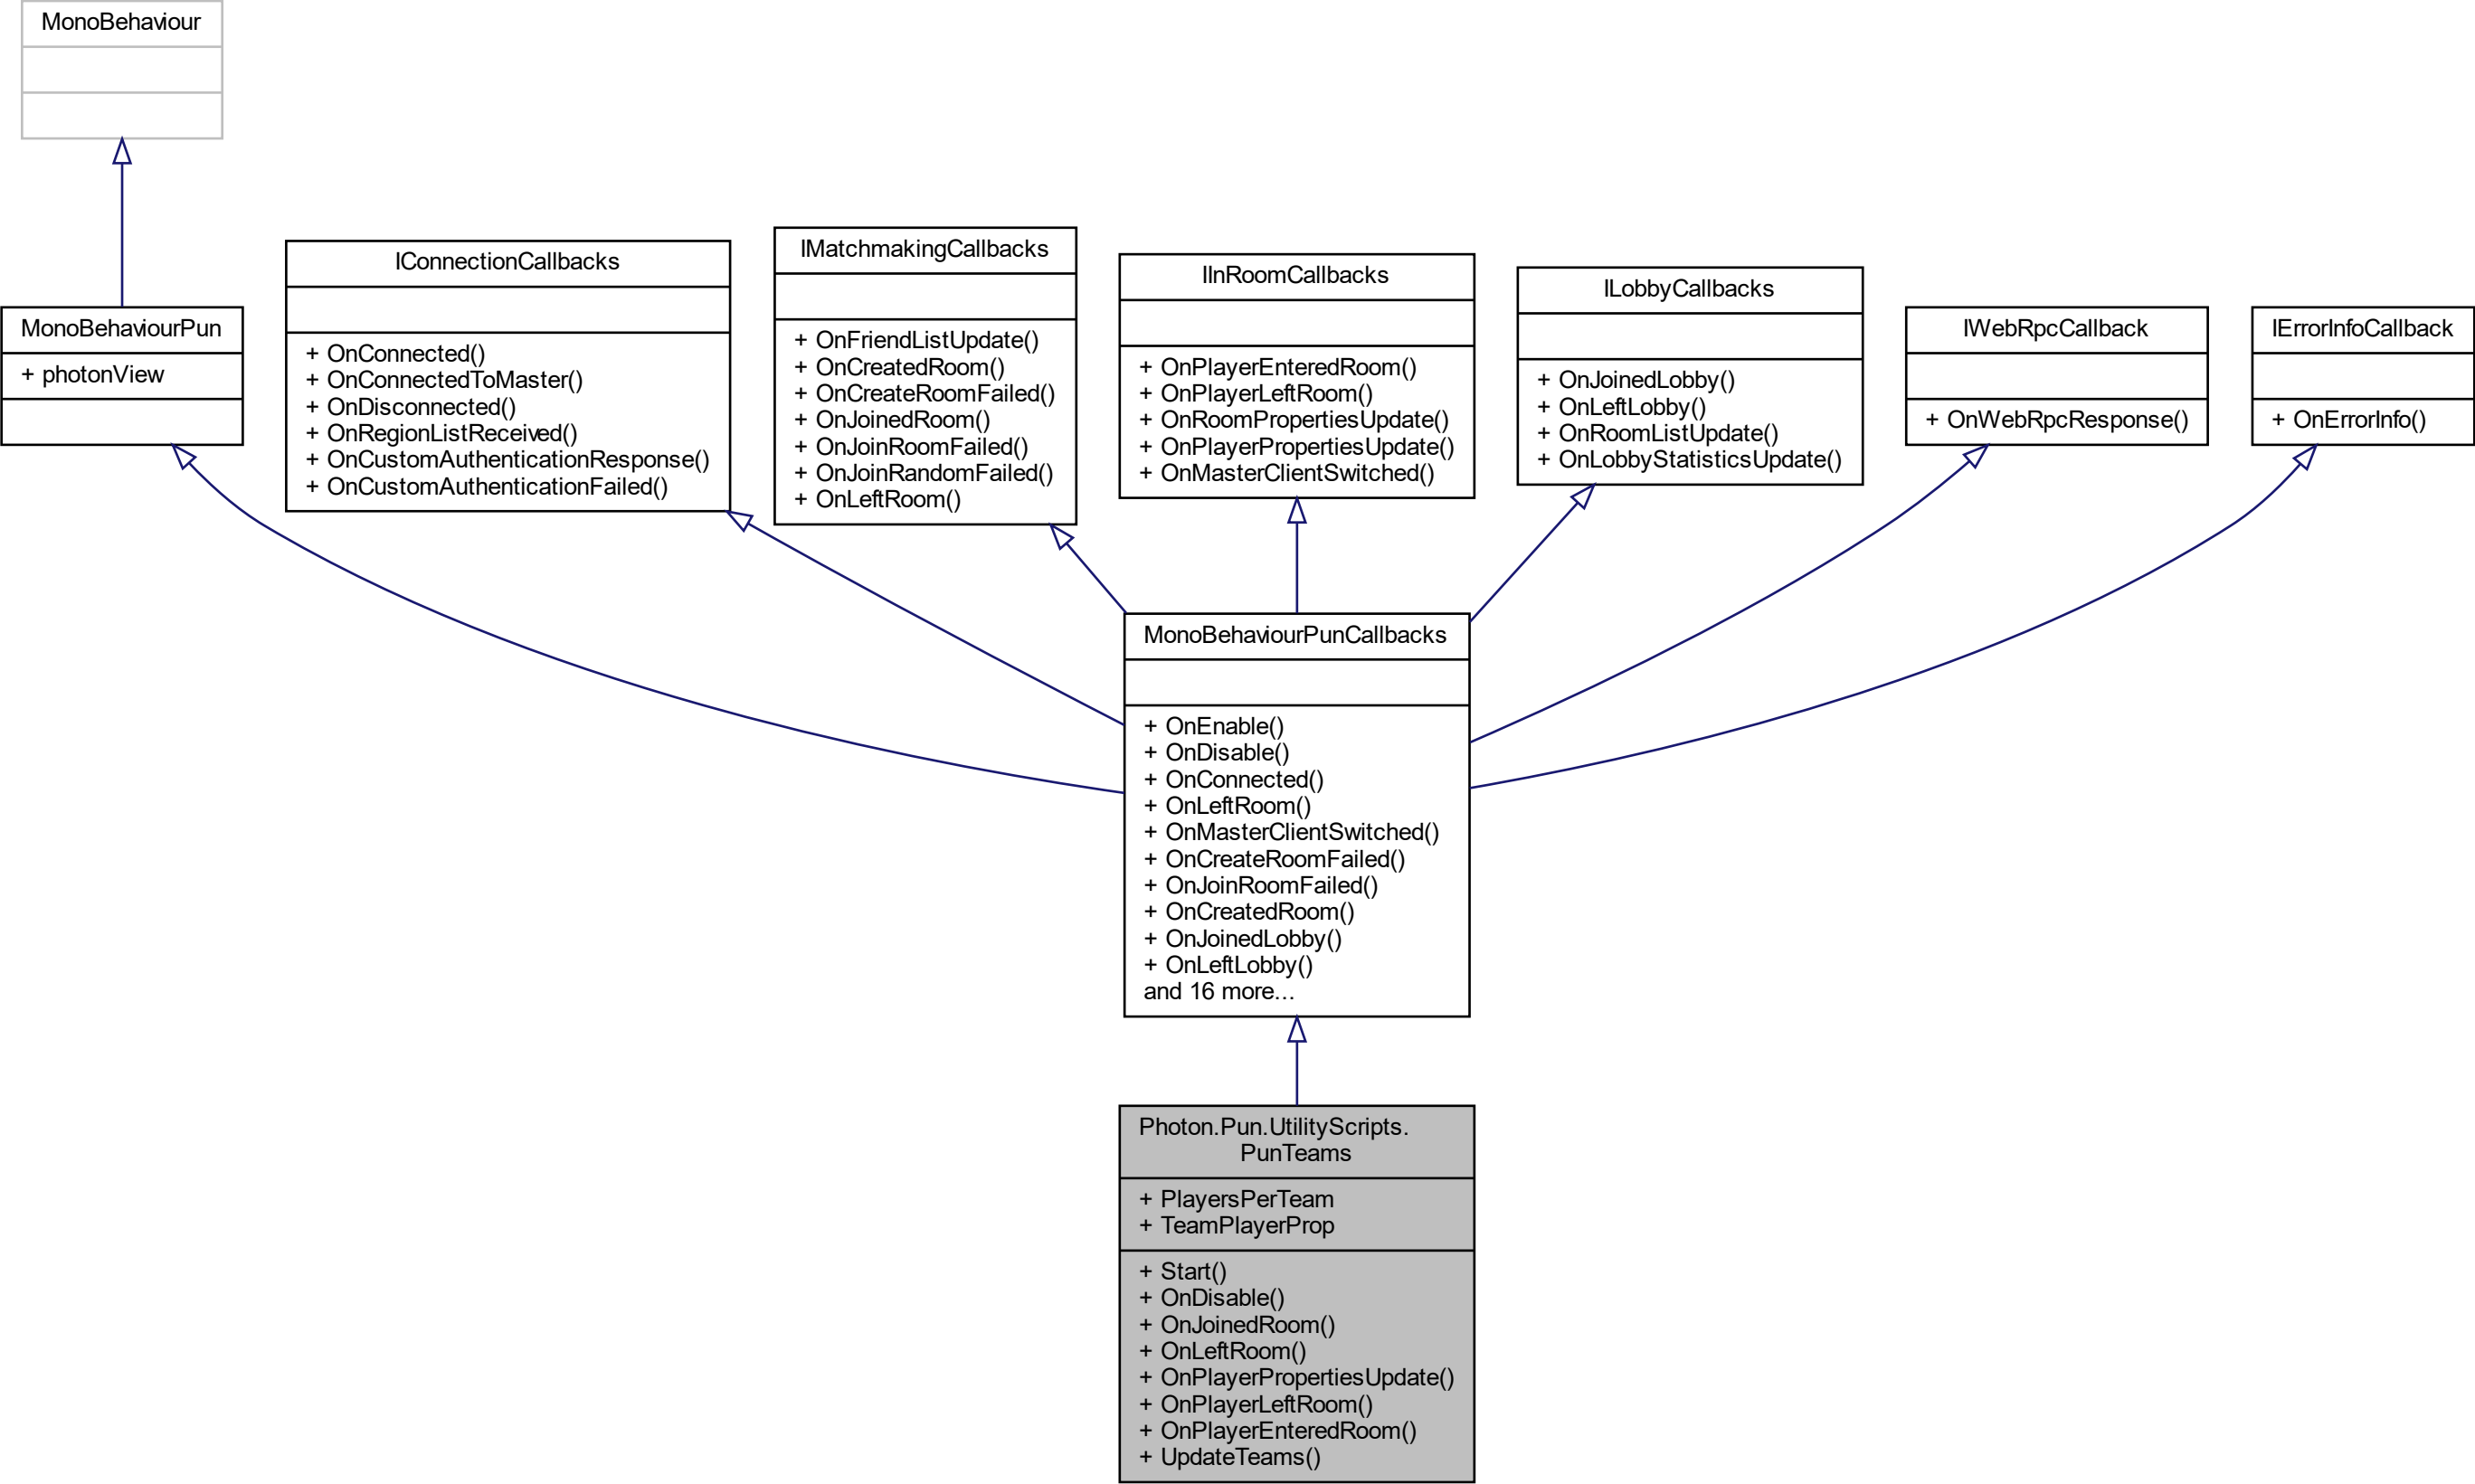 MonoBehaviour
MonoBehaviourPun
+ photonView
IConnectionCallbacks
+ OnConnected()
+ OnConnectedToMaster()
+ OnDisconnected()
+ OnRegionListReceived()
+ OnCustomAuthenticationResponse()
+ OnCustomAuthenticationFailed()
IMatchmakingCallbacks
+ OnFriendListUpdate()
+ OnCreatedRoom()
+ OnCreateRoomFailed()
+ OnJoinedRoom()
+ OnJoinRoomFailed()
+ OnJoinRandomFailed()
+ OnLeftRoom()
IInRoomCallbacks
+ OnPlayerEnteredRoom()
+ OnPlayerLeftRoom()
+ OnRoomPropertiesUpdate()
+ OnPlayerPropertiesUpdate()
+ OnMasterClientSwitched()
ILobbyCallbacks
+ OnJoinedLobby()
+ OnLeftLobby()
+ OnRoomListUpdate()
+ OnLobbyStatisticsUpdate()
IWebRpcCallback
+ OnWebRpcResponse()
IErrorInfoCallback
+ OnErrorInfo()
MonoBehaviourPunCallbacks
+ OnEnable()
+ OnDisable()
+ OnConnected()
+ OnLeftRoom()
+ OnMasterClientSwitched()
+ OnCreateRoomFailed()
+ OnJoinRoomFailed()
+ OnCreatedRoom()
+ OnJoinedLobby()
+ OnLeftLobby()
and 16 more...
Photon.Pun.UtilityScripts.
PunTeams
+ PlayersPerTeam
+ TeamPlayerProp
+ Start()
+ OnDisable()
+ OnJoinedRoom()
+ OnLeftRoom()
+ OnPlayerPropertiesUpdate()
+ OnPlayerLeftRoom()
+ OnPlayerEnteredRoom()
+ UpdateTeams()